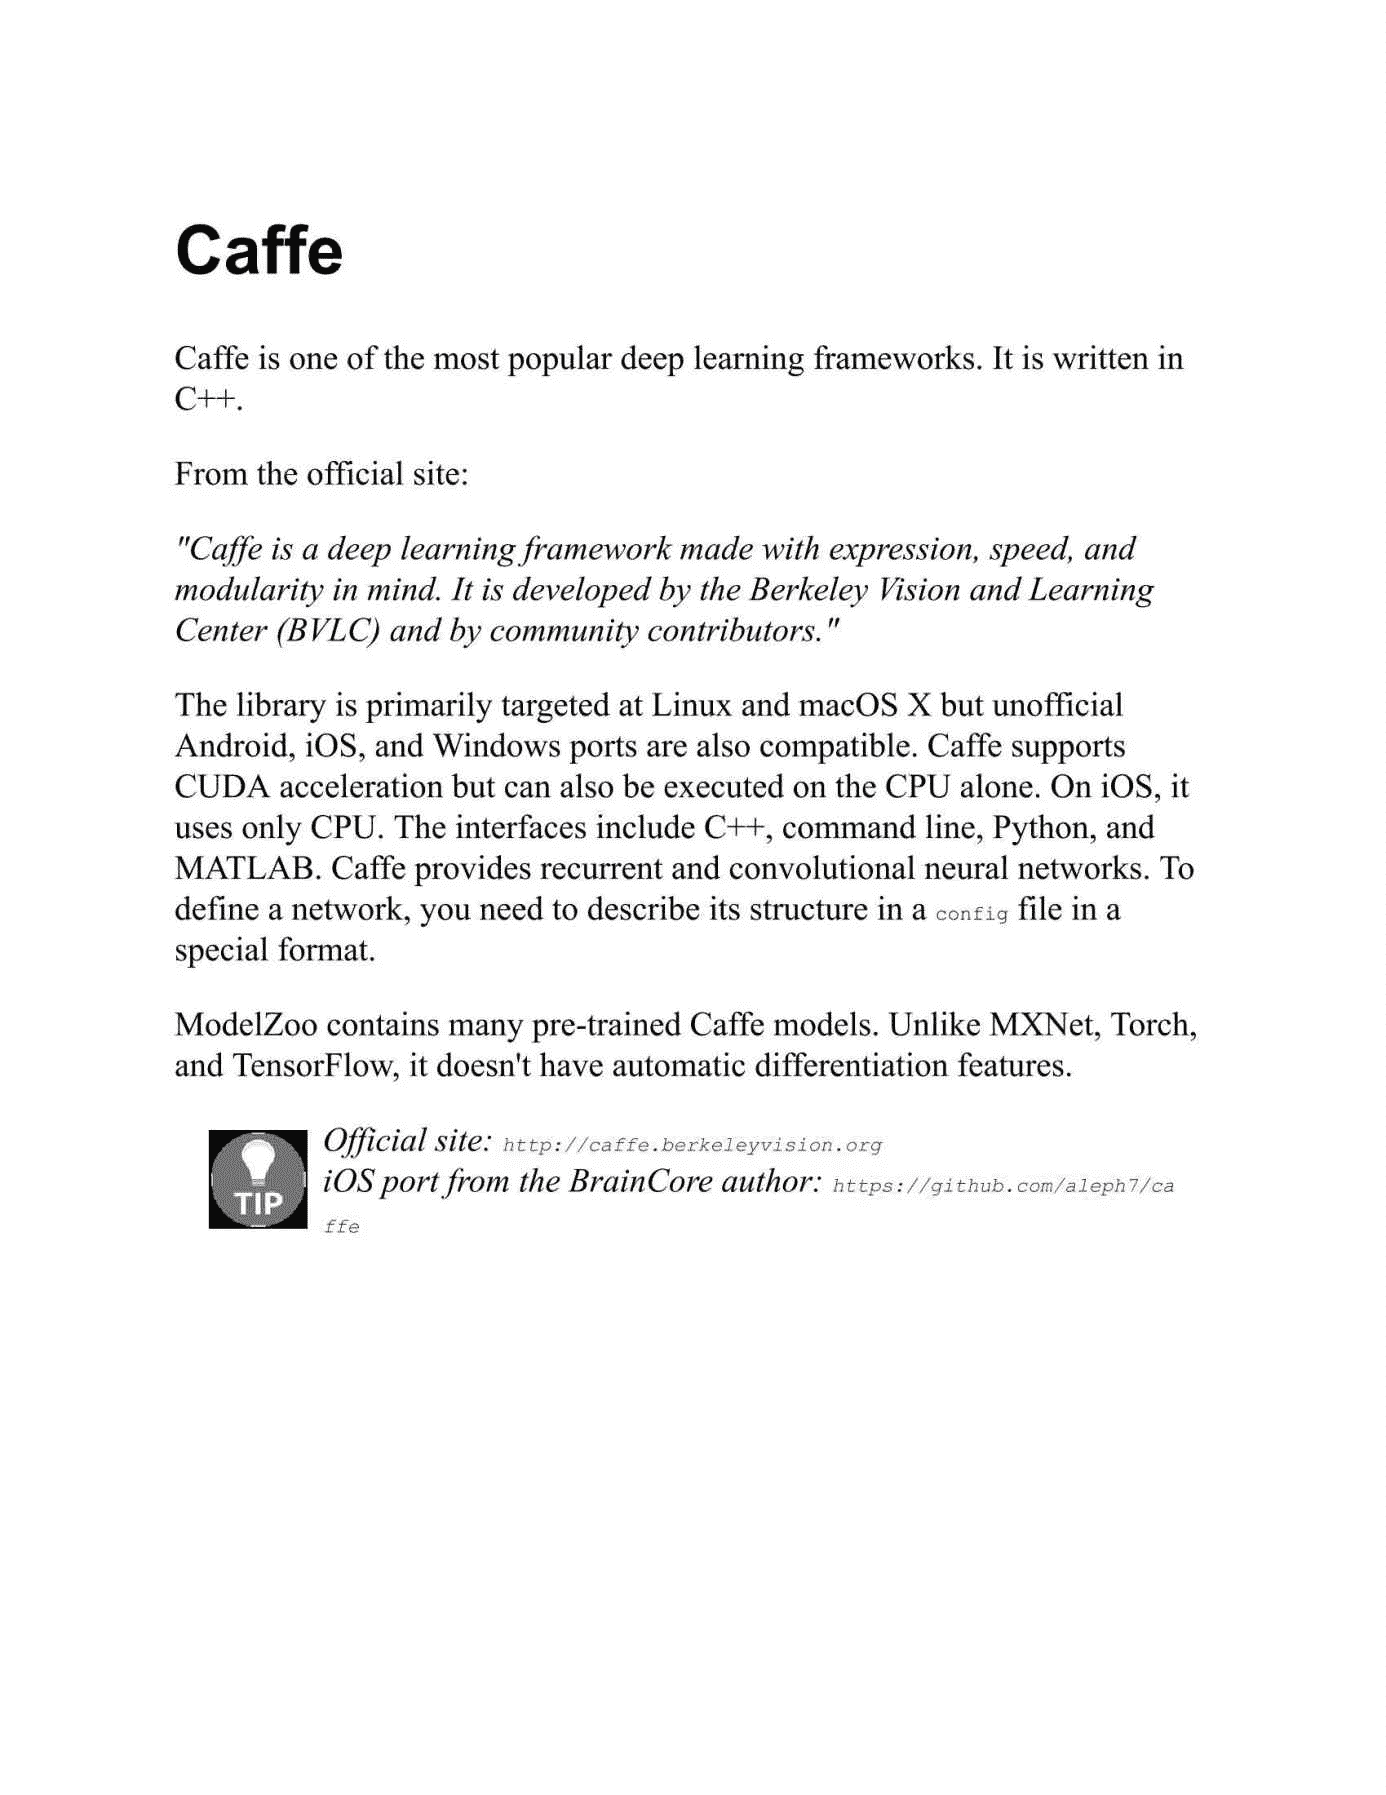 Caffe
Caffe is one of the most popular deep learning frameworks. It is written in
C++.
From the official site:
"Caffe is a deep learning framework made with expression, speed, and
modularity in mind. It is developed by the Berkeley Vision and Learning
Center (BVLC) and by community contributors."
The library is primarily targeted at Linux and macOS X but unofficial
Android, iOS, and Windows ports are also compatible. Caffe supports
CUDA acceleration but can also be executed on the CPU alone. On iOS, it
uses only CPU. The interfaces include C++, command line, Python, and
MATLAB. Caffe provides recurrent and convolutional neural networks. To
define a network, you need to describe its structure in a config file in a
special format.
ModelZoo contains many pre-trained Caffe models. Unlike MXNet, Torch,
and TensorFlow, it doesn't have automatic differentiation features.
TIP
Official site: http://caffe.berkeleyvision.org
iOS port from the BrainCore author: https://github.com/aleph7/ca
ffe